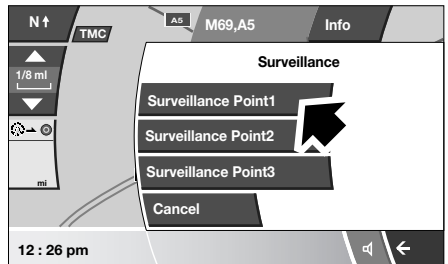 N
TMC
A5
M69,A5
Info
1/8 ml
Surveillance
Surveillance Point1
Surveillance Point2
Surveillance Point3
Cancel
mi
12 : 26 pm